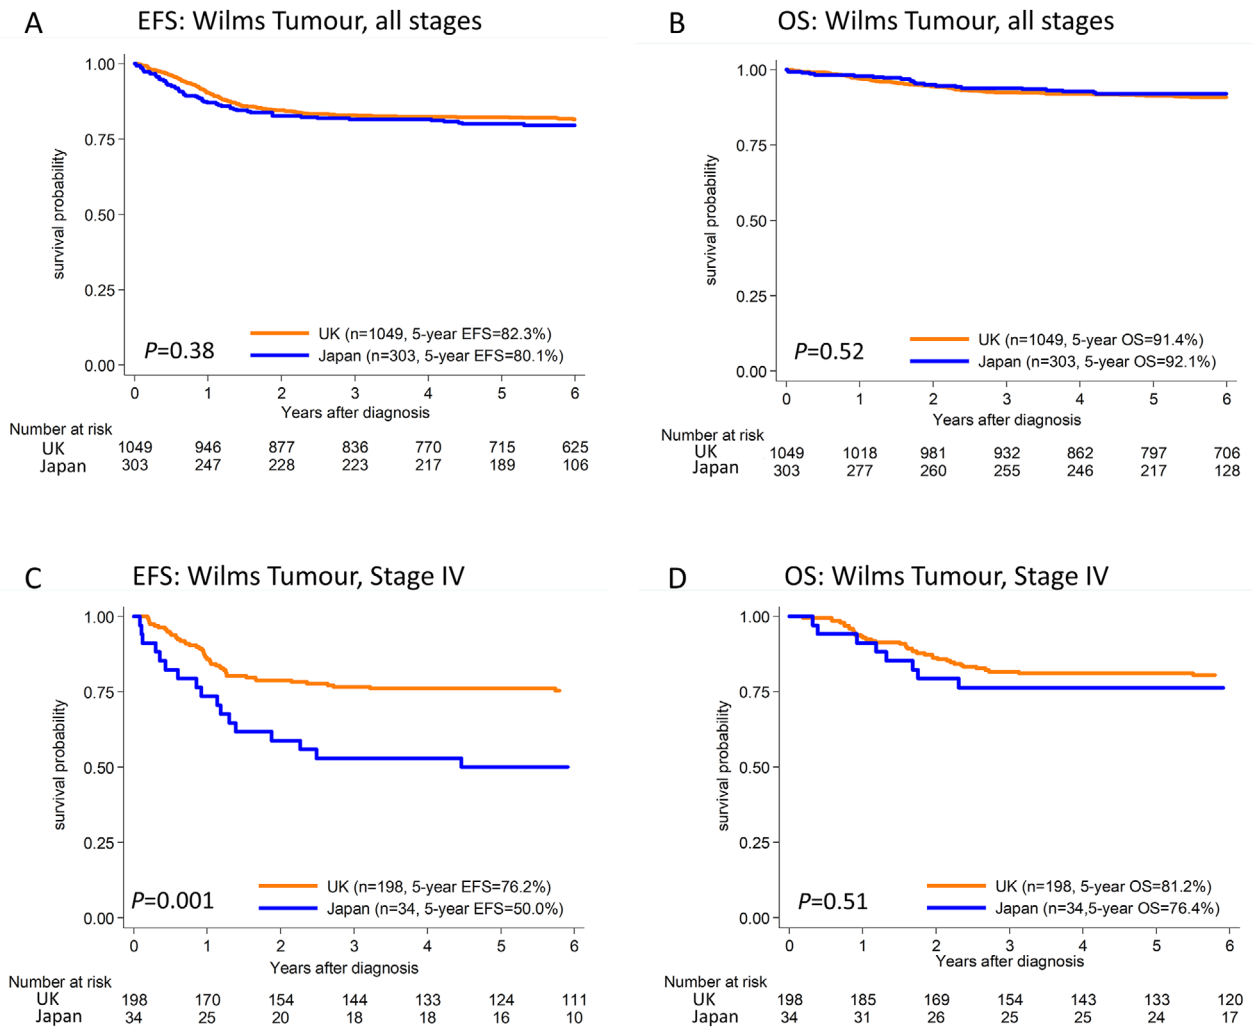 A EFS: Wilms Tumour, all stages
survival probability
1.00
0.75
0.50
0.25
0.00
P=0.38
UK (n=1049, 5-year EFS=82.3%)
Japan (n=303, 5-year EFS=80.1%)
0 1 2 3 4 5 6
Years after diagnosis
Number at risk
UK 1049 946 877 836 770 715 625
Japan 303 247 228 223 217 189 106
B OS: Wilms Tumour, all stages
survival probability
1.00
0.75
0.50
0.25
0.00
P=0.52
UK (n=1049, 5-year OS=91.4%)
Japan (n=303, 5-year OS=92.1%)
0 1 2 3 4 5 6
Years after diagnosis
Number at risk
UK 1049 1018 981 932 862 797 706
Japan 303 277 260 255 246 217 128
C EFS: Wilms Tumour, Stage IV
survival probability
1.00
0.75
0.50
0.25
0.00
P=0.001
UK (n=198, 5-year EFS=76.2%)
Japan (n=34, 5-year EFS=50.0%)
0 1 2 3 4 5 6
Years after diagnosis
Number at risk
UK 198 170 154 144 133 124 111
Japan 34 25 20 18 18 16 10
D OS: Wilms Tumour, Stage IV
survival probability
1.00
0.75
0.50
0.25
0.00
P=0.51
UK (n=198, 5-year OS=81.2%)
Japan (n=34,5-year OS=76.4%)
0 1 2 3 4 5 6
Years after diagnosis
Number at risk
UK 198 185 169 154 143 133 120
Japan 34 31 26 25 25 24 17